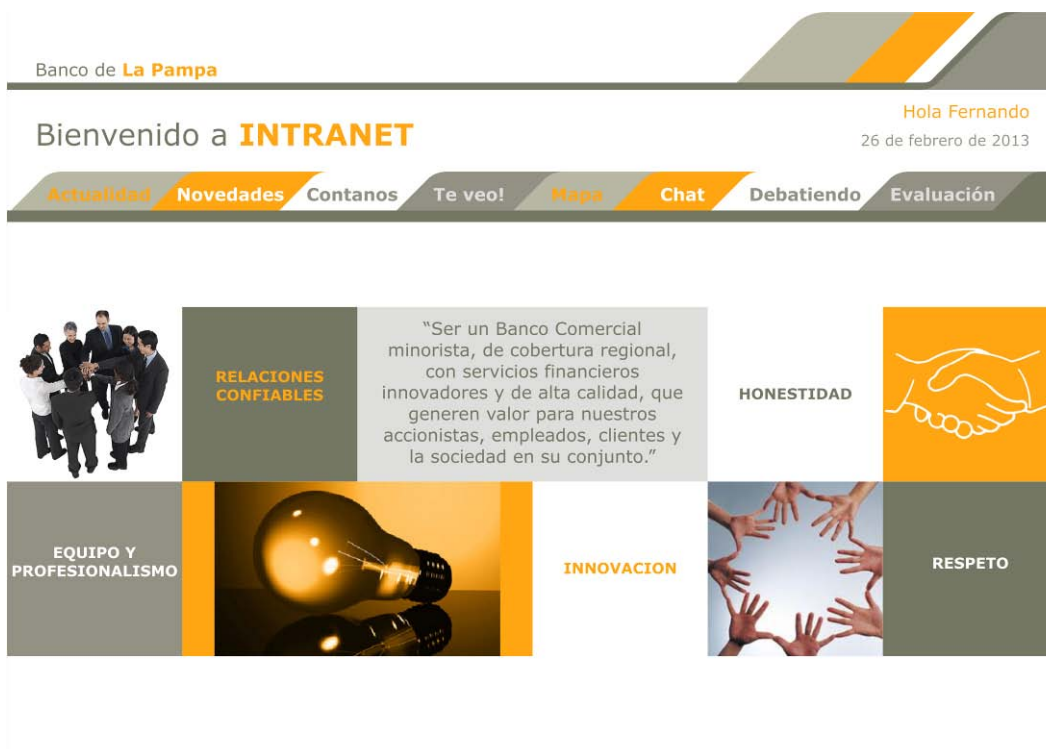 Banco de La Pampa
Hola Fernando
Bienvenido a INTRANET
26 de febrero de 2013
Actualidad Novedades Contanos Te veo! Mapa Chat Debatiendo Evaluación
RELACIONES
CONFIABLES
“Ser un Banco Comercial
minorista, de cobertura regional,
con servicios financieros
innovadores y de alta calidad, que
generen valor para nuestros
accionistas, empleados, clientes y
la sociedad en su conjunto.”
HONESTIDAD
EQUIPO Y
PROFESIONALISMO
INNOVACION
RESPETO